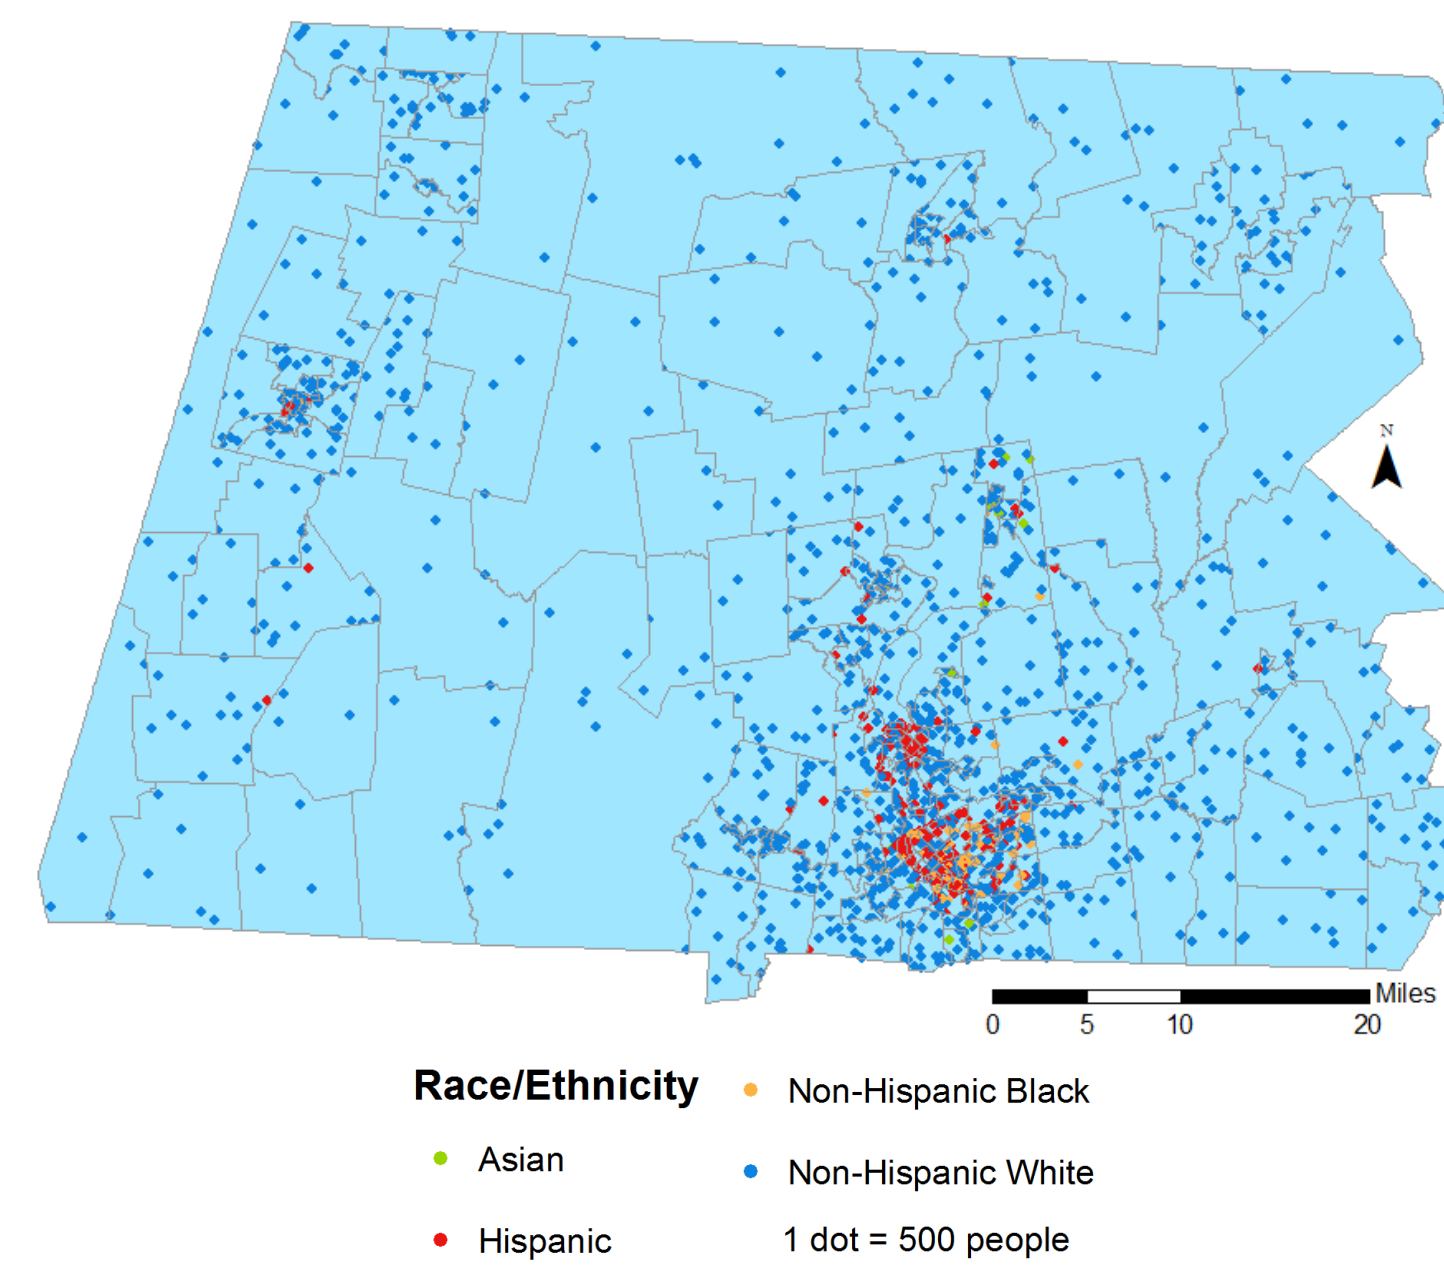 N
Miles
0 5 10 20
Race/Ethnicity
Non-Hispanic Black
Asian
Non-Hispanic White
Hispanic
1 dot = 500 people